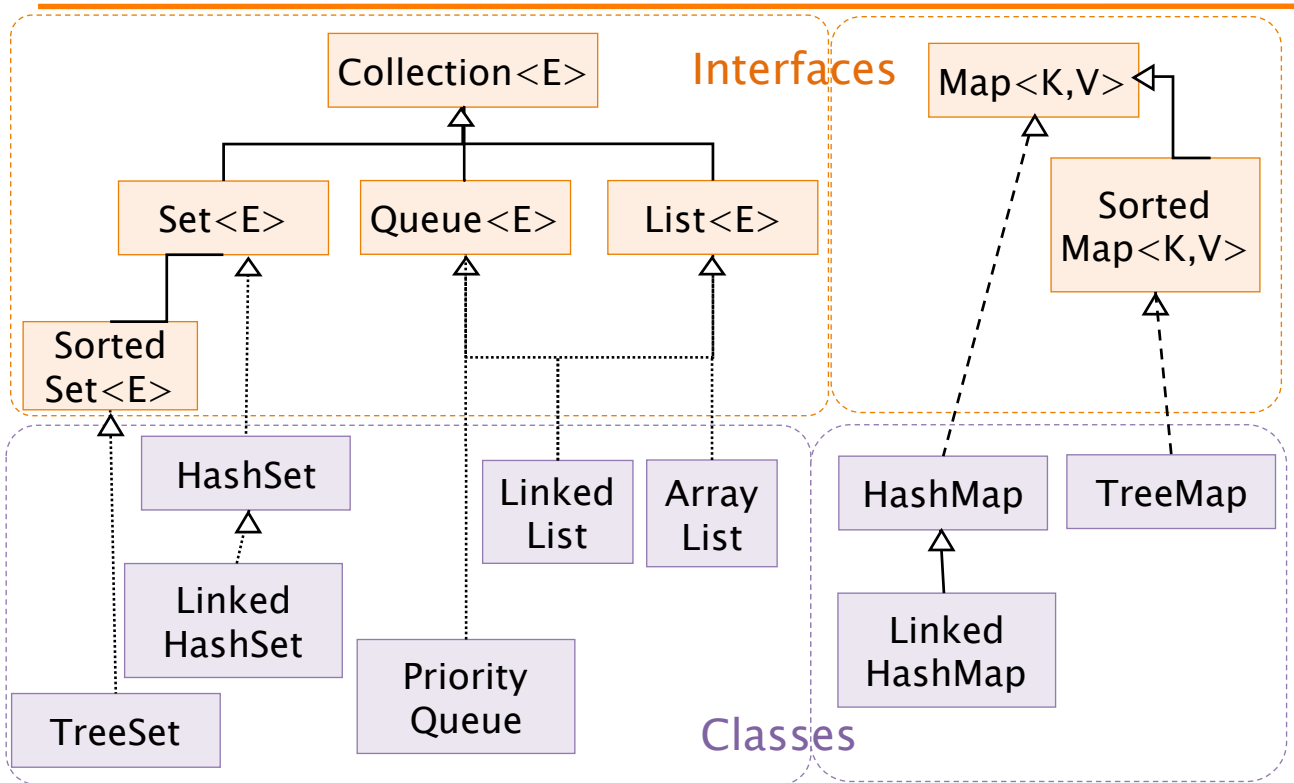 Collection<E>
Interfaces
Map<K,V>
Set<E>
Queue<E>
List<E>
Sorted
Map<K,V>
Sorted
Set<E>
HashSet
Linked
List
Array
List
HashMap
TreeMap
Linked
HashSet
Priority
Queue
Linked
HashMap
TreeSet
Classes